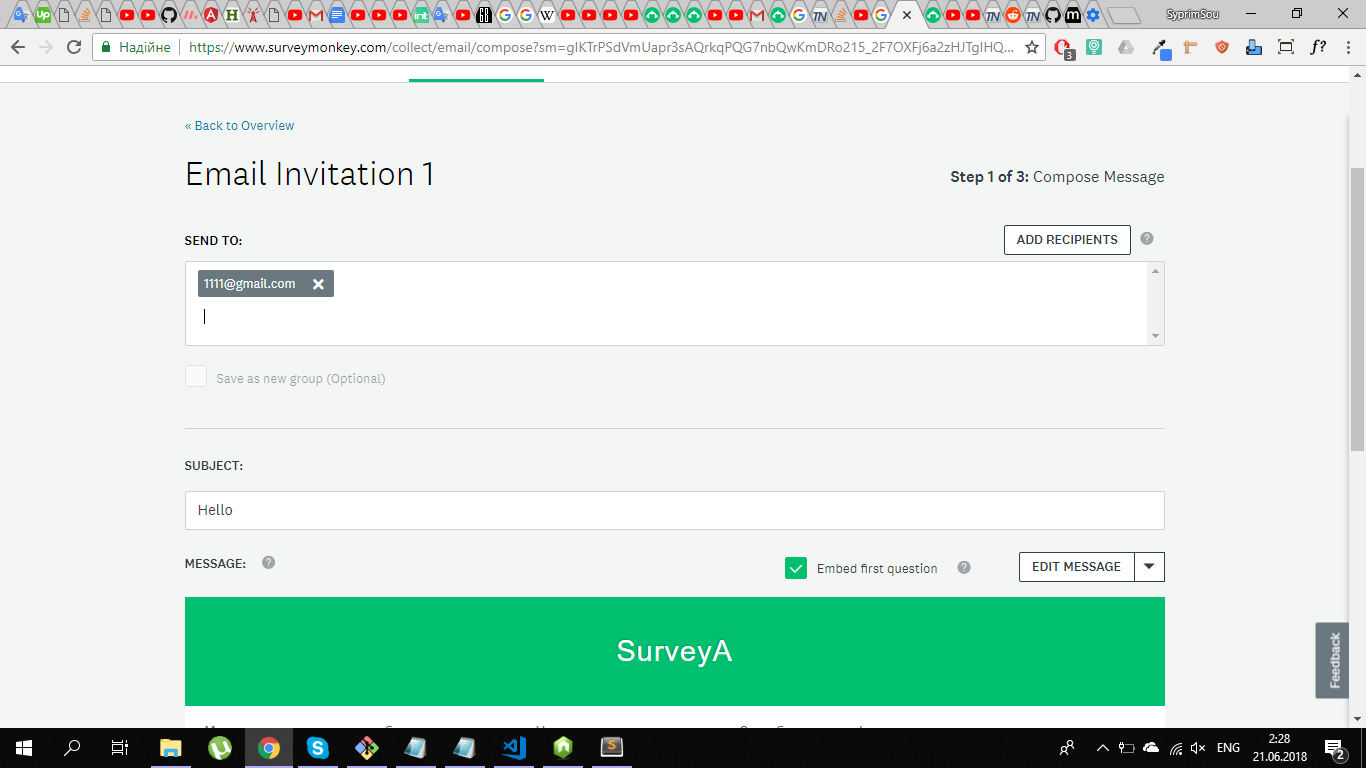 SyprimSou
Надійне
https://www.surveymonkey.com/collect/email/compose?sm=gIKTrPSdVmUapr3sAQrkqPQG7nbQwKmDRo215_2F7OXFj6a2zHJTgIHQ...
3
f?
« Back to Overview
Email Invitation 1
Step 1 of 3: Compose Message
SEND TO:
ADD RECIPIENTS
?
1111@gmail.com
Save as new group (Optional)
SUBJECT:
Hello
MESSAGE:
?
Embed first question
?
EDIT MESSAGE
SurveyA
Feedback
ENG
2:28
21.06.2018
2